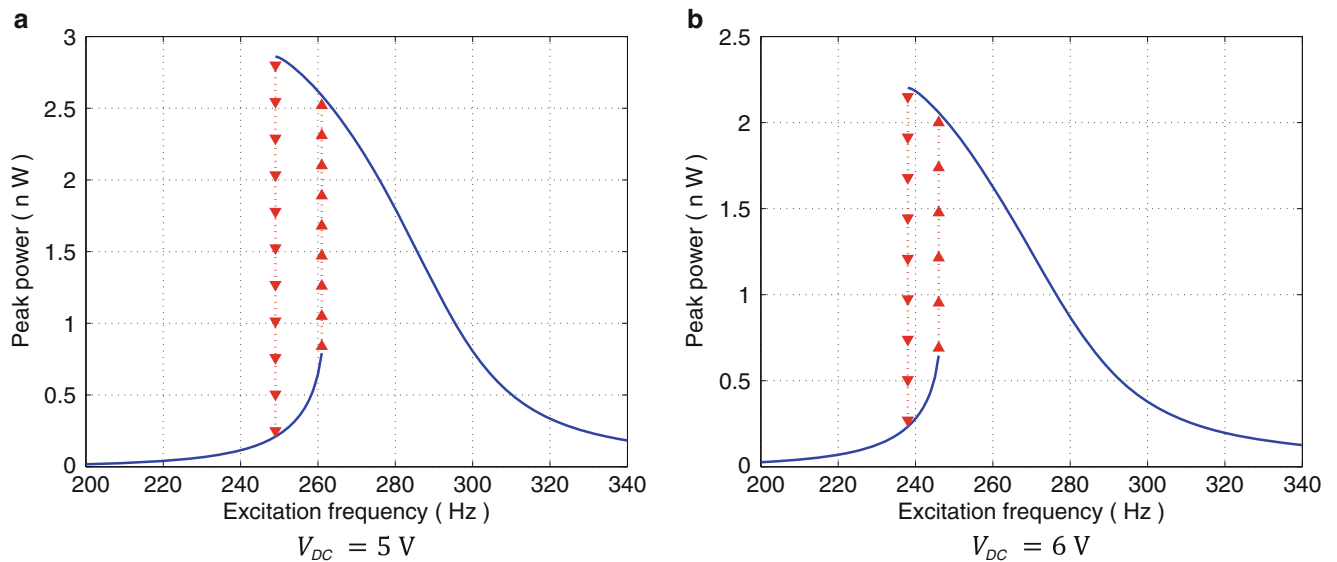 a
3
2.5
2
1.5
1
0.5
0
Peak power ( n W )
200 220 240 260 280 300 320 340
Excitation frequency ( Hz )
V_DC = 5 V
b
2.5
2
1.5
1
0.5
0
Peak power ( n W )
200 220 240 260 280 300 320 340
Excitation frequency ( Hz )
V_DC = 6 V